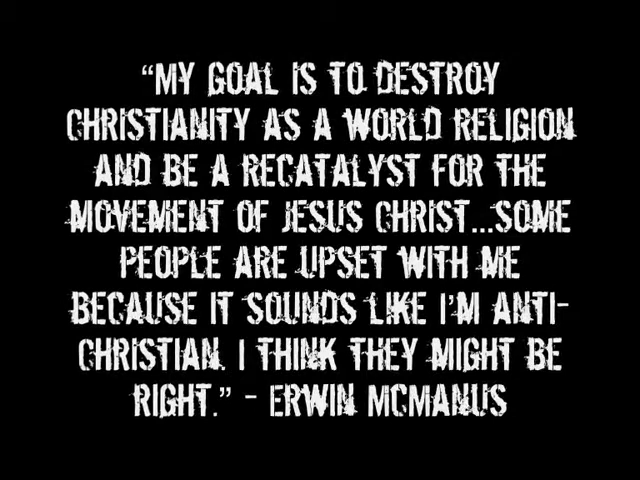 “MY GOAL IS TO DESTROY
CHRISTIANITY AS A WORLD RELIGION
AND BE A RECATALYST FOR THE
MOVEMENT OF JESUS CHRIST...SOME
PEOPLE ARE UPSET WITH ME
BECAUSE IT SOUNDS LIKE I'M ANTI-
CHRISTIAN. I THINK THEY MIGHT BE
RIGHT.” - ERWIN MCMANUS